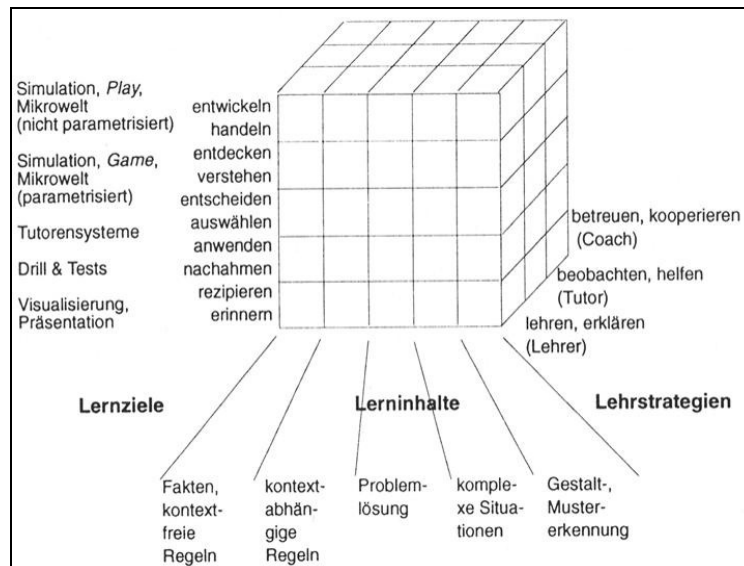 Simulation, Play,
Mikrowelt
(nicht parametrisiert)
Simulation, Game,
Mikrowelt
(parametrisiert)
Tutorensysteme
Drill & Tests
Visualisierung,
Präsentation
entwickeln
handeln
entdecken
verstehen
entscheiden
auswählen
anwenden
nachahmen
rezipieren
erinnern
betreuen, kooperieren
(Coach)
beobachten, helfen
(Tutor)
lehren, erklären
(Lehrer)
Lernziele
Lerninhalte
Lehrstrategien
Fakten,
kontext-
freie
Regeln
kontext-
abhän-
gige
Regeln
Problem-
lösung
komple-
xe Situa-
tionen
Gestalt-,
Muster-
erkennung